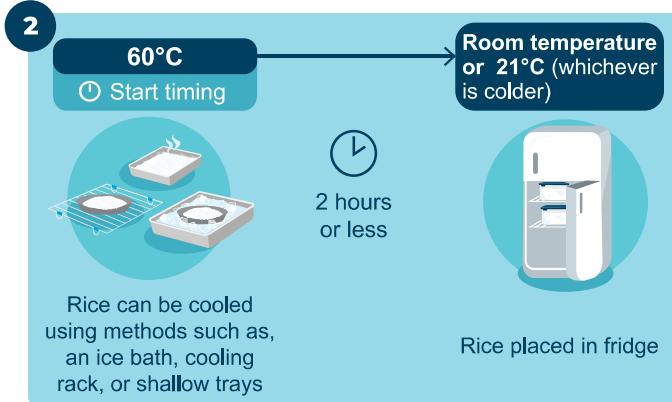 2
60°C
Start timing
Room temperature
or 21°C (whichever
is colder)
2 hours
or less
Rice can be cooled
using methods such as,
an ice bath, cooling
rack, or shallow trays
Rice placed in fridge